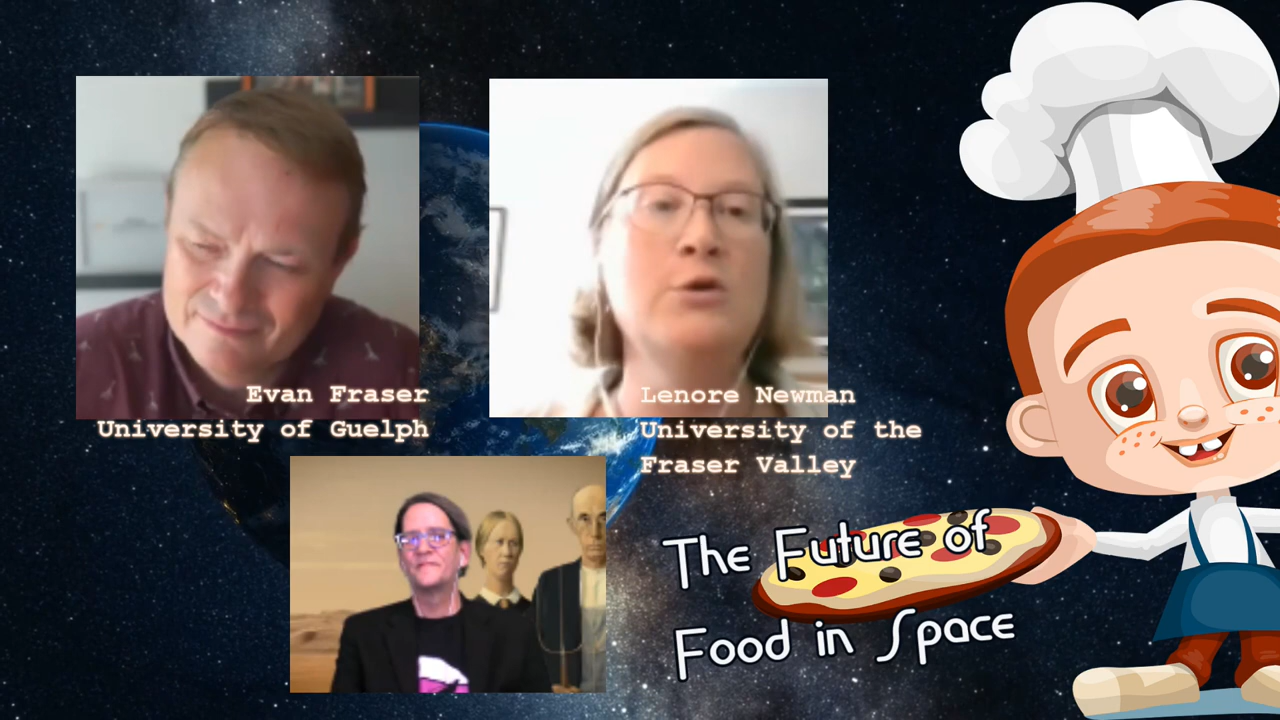 Evan Fraser
University of Guelph
Lenore Newman
University of the
Fraser Valley
The Future of
Food in Space